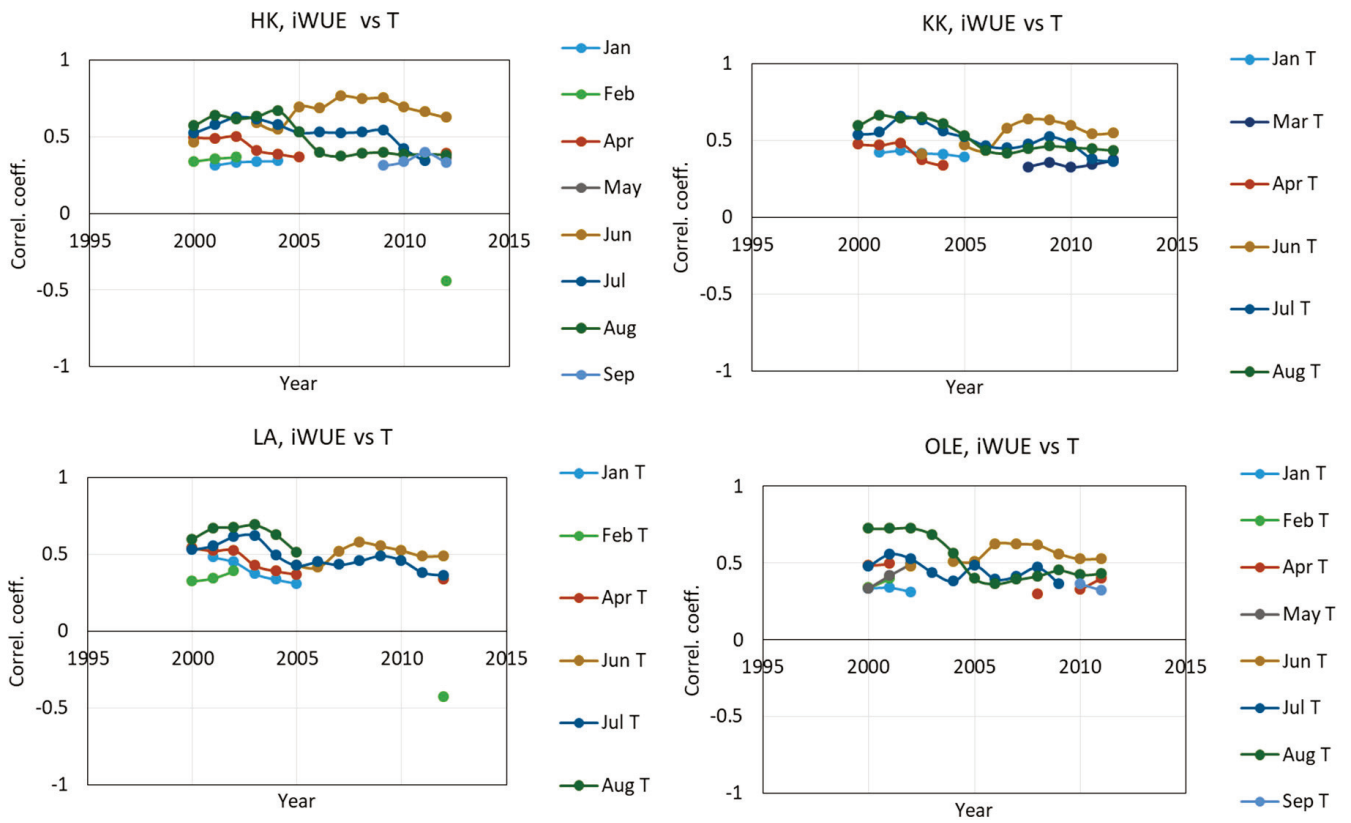 HK, iWUE vs T
1
0.5
0
-0.5
-1
1995
2000
2005
2010
2015
Correl. coeff.
Year
Jan
Feb
Apr
May
Jun
Jul
Aug
Sep
KK, iWUE vs T
1
0.5
0
-0.5
-1
1995
2000
2005
2010
2015
Correl. coeff.
Year
Jan T
Mar T
Apr T
Jun T
Jul T
Aug T
LA, iWUE vs T
1
0.5
0
-0.5
-1
1995
2000
2005
2010
2015
Correl. coeff.
Year
Jan T
Feb T
Apr T
Jun T
Jul T
Aug T
OLE, iWUE vs T
1
0.5
0
-0.5
-1
1995
2000
2005
2010
2015
Correl. coeff.
Year
Jan T
Feb T
Apr T
May T
Jun T
Jul T
Aug T
Sep T